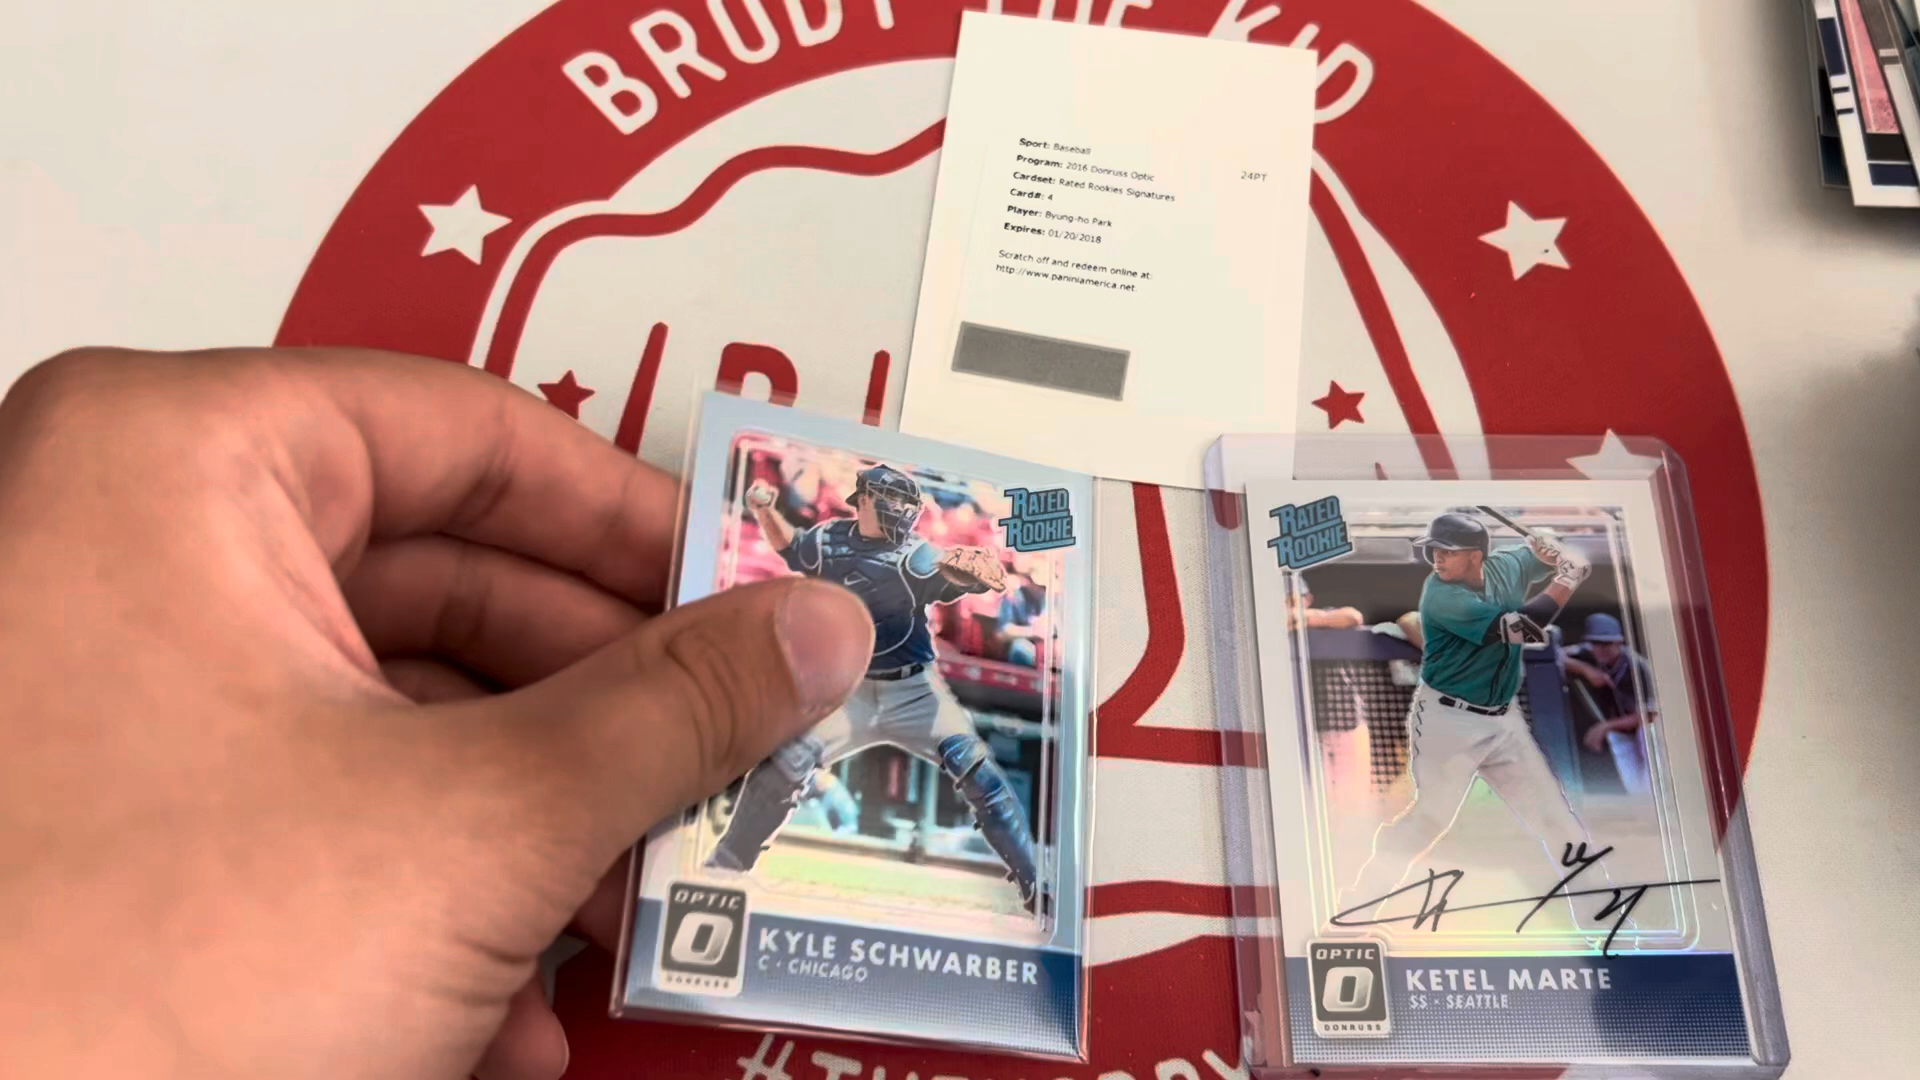 BRODY THE KID
Sport: Baseball
Program: 2016 Donruss Optic
24PT
Cardset: Rated Rookies Signatures
Card#: 4
Player: Byung-ho Park
Expires: 01/20/2018
Scratch off and redeem online at:
http://www.paniniamerica.net.
RATED
ROOKIE
OPTIC
DONRUSS
KYLE SCHWARBER
C · CHICAGO
RATED
ROOKIE
OPTIC
DONRUSS
KETEL MARTE
SS · SEATTLE